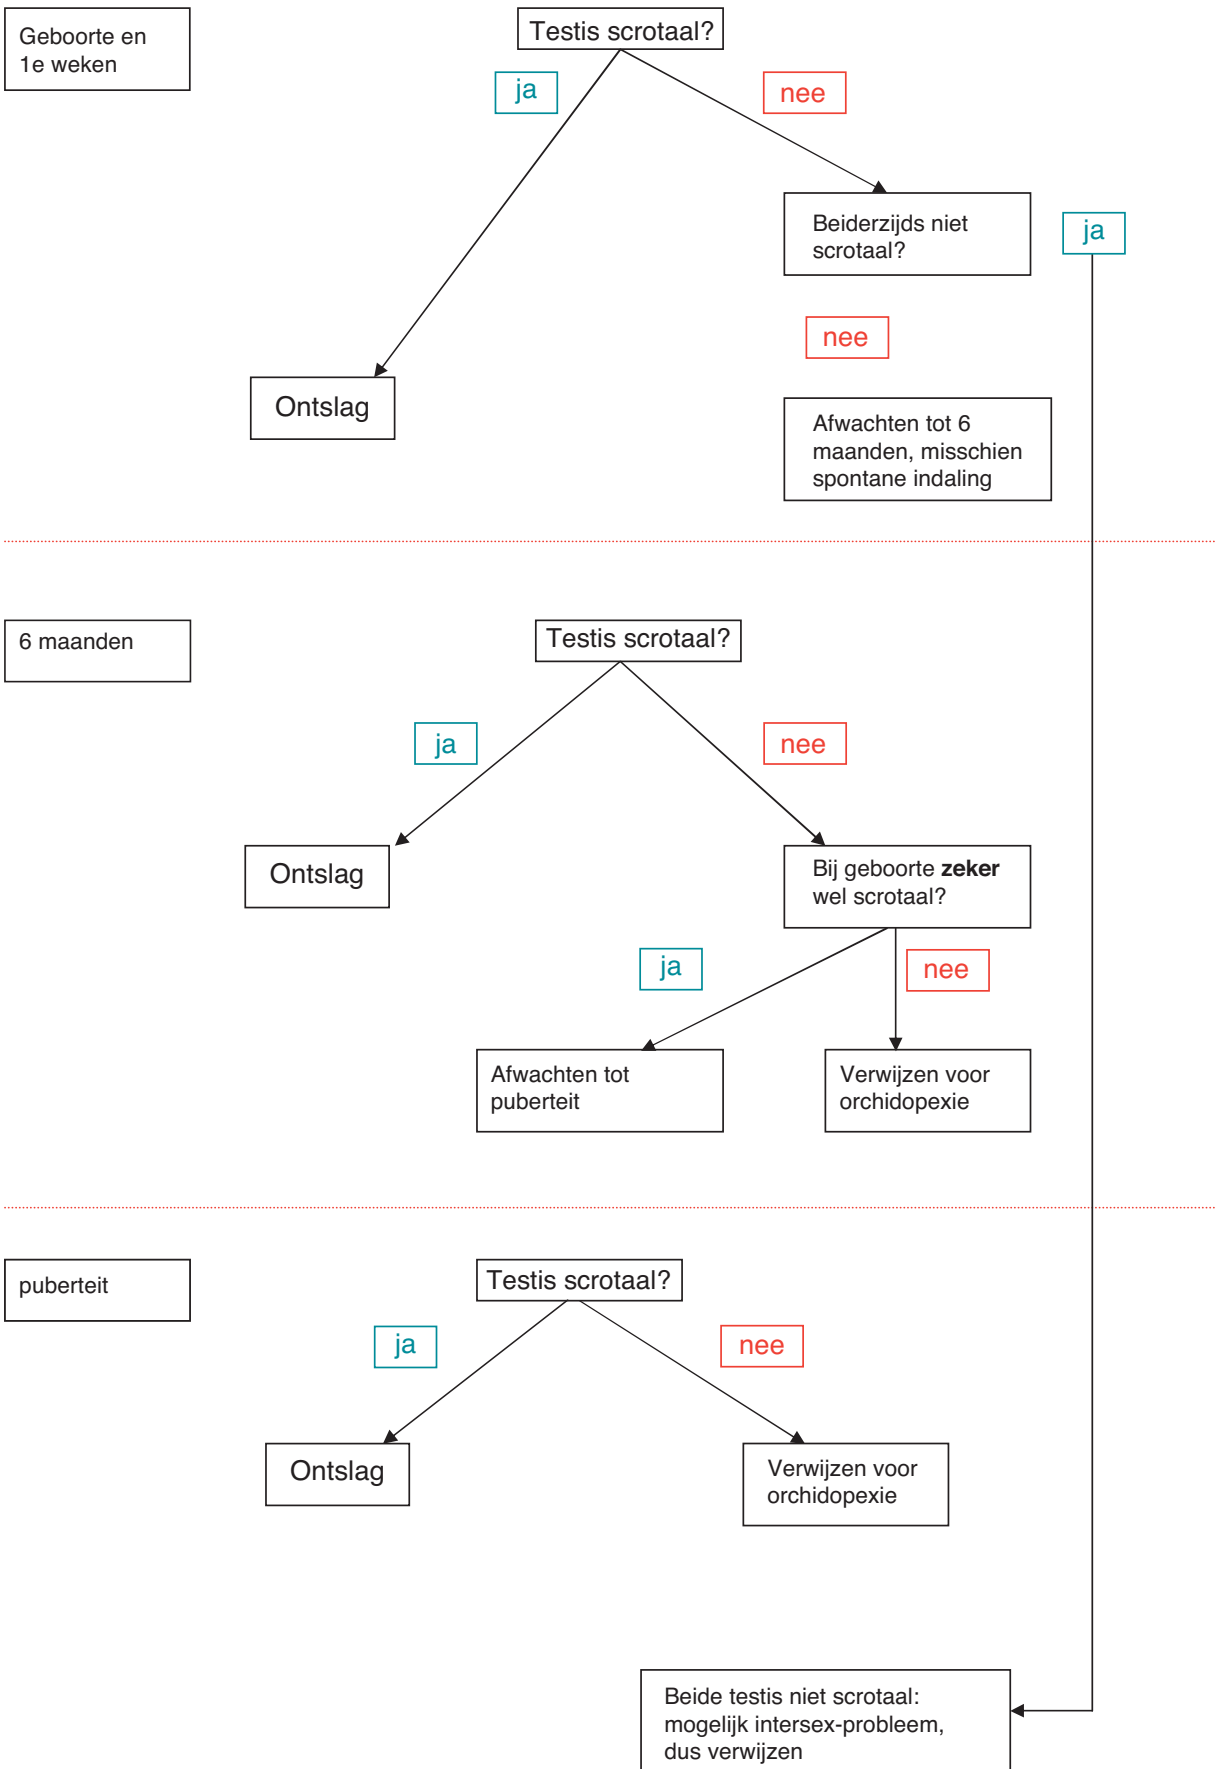 Geboorte en
1e weken
Testis scrotaal?
ja
nee
Beiderzijds niet
scrotaal?
ja
nee
Ontslag
Afwachten tot 6
maanden, misschien
spontane indaling
6 maanden
Testis scrotaal?
ja
nee
Ontslag
Bij geboorte zeker
wel scrotaal?
ja
nee
Afwachten tot
puberteit
Verwijzen voor
orchidopexie
puberteit
Testis scrotaal?
ja
nee
Ontslag
Verwijzen voor
orchidopexie
Beide testis niet scrotaal:
mogelijk intersex-probleem,
dus verwijzen